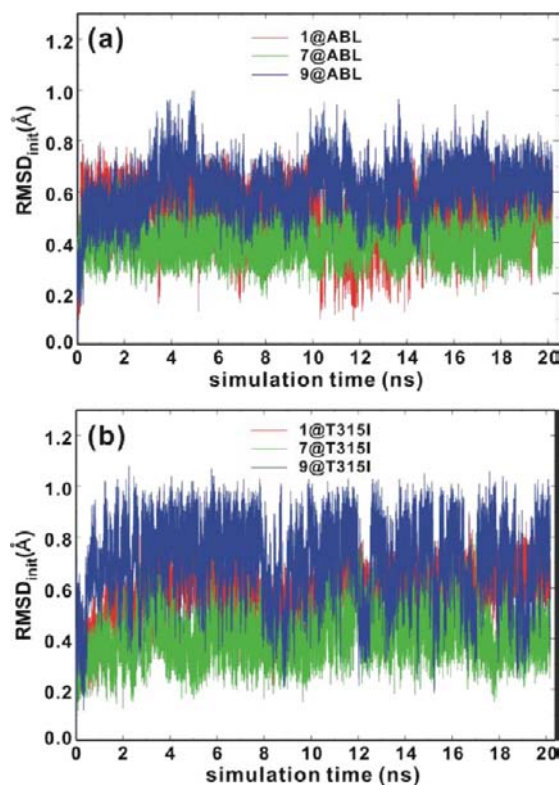 (a)
1@ABL
7@ABL
9@ABL
RMSDinit(Å)
1.2
1.0
0.8
0.6
0.4
0.2
0.0
0 2 4 6 8 10 12 14 16 18 20
simulation time (ns)
(b)
1@T315I
7@T315I
9@T315I
RMSDinit(Å)
1.2
1.0
0.8
0.6
0.4
0.2
0.0
0 2 4 6 8 10 12 14 16 18 20
simulation time (ns)